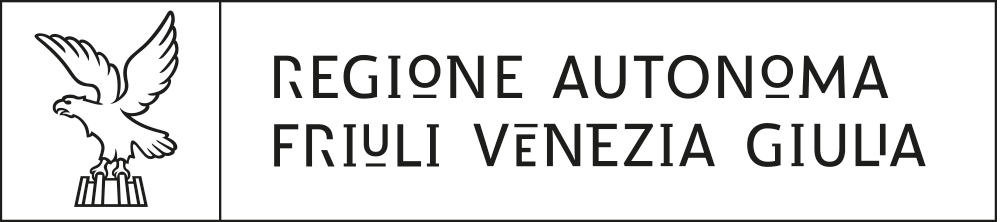 REGIONE AUTONOMA
FRIULI VENEZIA GIULIA